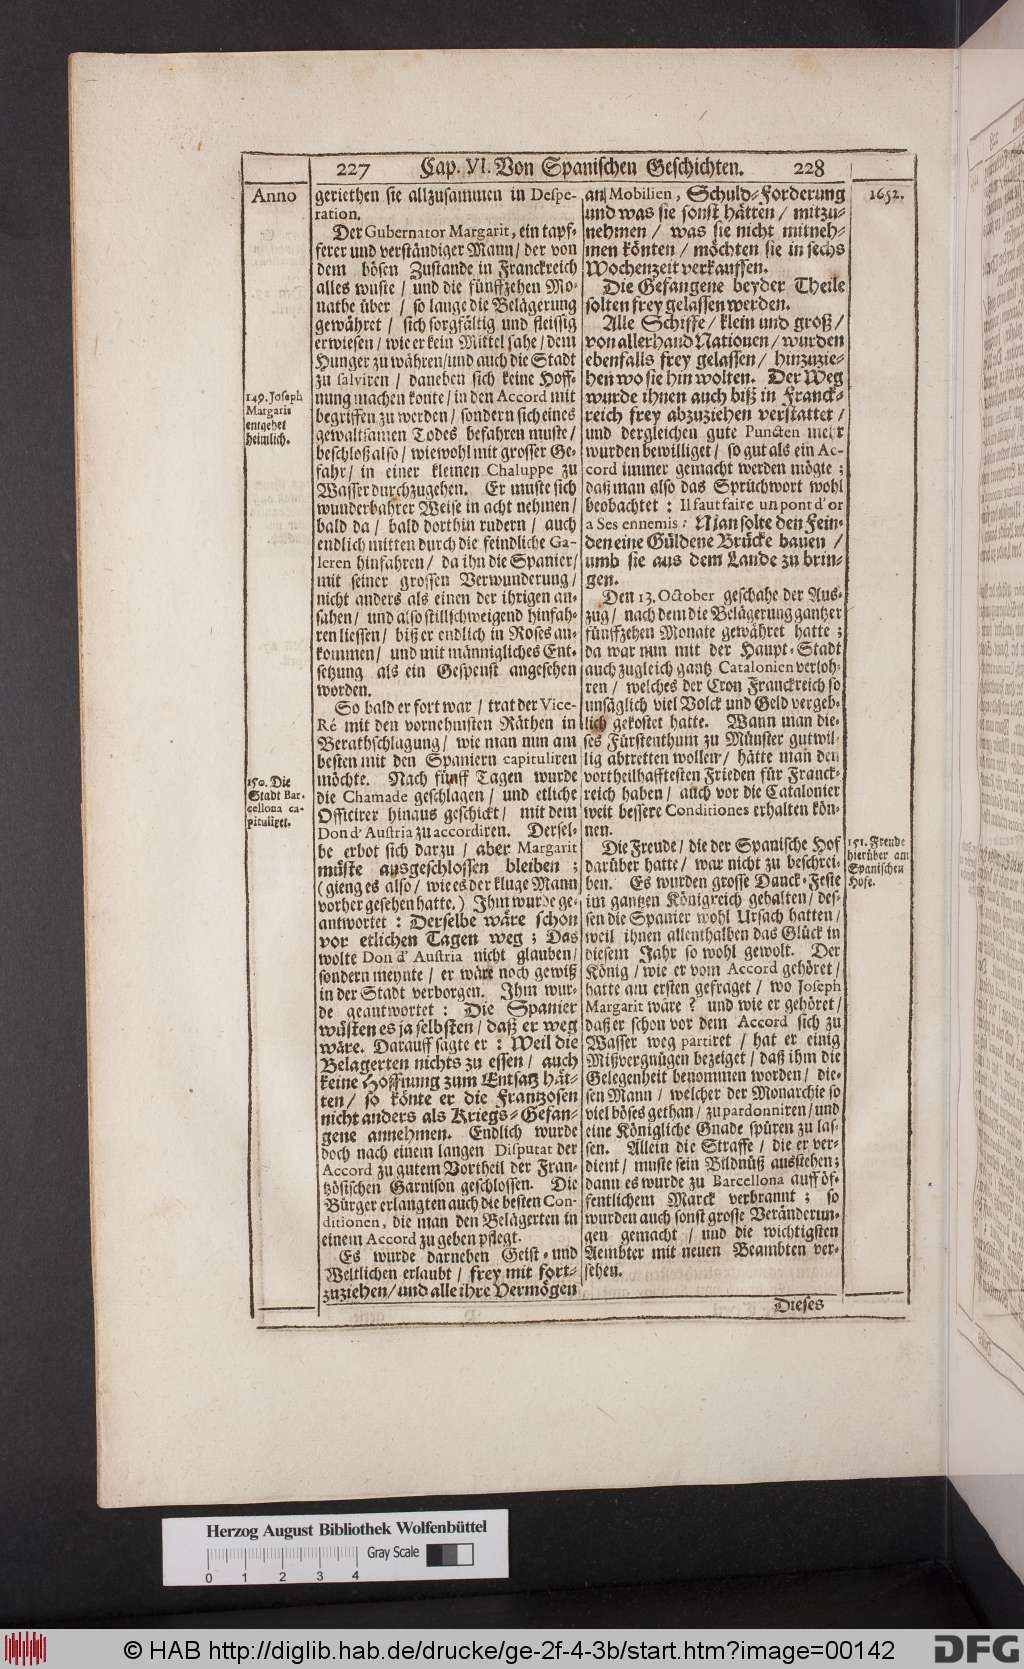 227 Cap. VI. Von Spanischen Geschichten. 228
Anno
1652.
geriethen sie allzusammen in Despe-
ration.
Der Gubernator Margarit, ein tapf-
ferer und verständiger Mann/ der von
dem bösen Zustande in Franckreich
alles wuste/ und die fünffzehen Mo-
nathe über / so lange die Belägerung
gewähret/ sich sorgfältig und fleissig
erwiesen/ wie er kein Mittel sahe/ dem
Hunger zu währen/und auch die Stadt
zu salviren / daneben sich keine Hoff-
nung machen konte/ in den Accord mit
begriffen zu werden/ sondern sich eines
gewaltsamen Todes befahren muste/
beschloß also/ wiewohl mit grosser Ge-
fahr/ in einer kleinen Chaluppe zu
Wasser durchzugehen. Er muste sich
wunderbahrer Weise in acht nehmen/
bald da/ bald dorthin rudern/ auch
endlich mitten durch die feindliche Ga-
leren hinfahren/ da ihn die Spanier/
mit seiner grossen Verwunderung/
nicht anders als einen der ihrigen an-
sahen/ und also stillschweigend hinfah-
ren liessen/ biß er endlich in Roses an-
kommen/ und mit männigliches Ent-
setzung als ein Gespenst angesehen
worden.
149. Joseph
Margarit
entgehet
heimlich.
So bald er fort war/ trat der Vice-
Ré mit den vornehmsten Räthen in
Berathschlagung/ wie man nun am
besten mit den Spaniern capituliren
möchte. Nach fünff Tagen wurde
die Chamade geschlagen/ und etliche
Officirer hinaus geschickt/ mit dem
Don d' Austria zu accordiren. Dersel-
be erbot sich darzu/ aber Margarit
müste ausgeschlossen bleiben;
(gieng es also/ wie es der kluge Mann
vorher gesehen hatte.) Ihm wurde ge-
antwortet: Derselbe wäre schon
vor etlichen Tagen weg; Das
wolte Don d' Austria nicht glauben/
sondern meynte/ er wäre noch gewiß
in der Stadt verborgen. Ihm wur-
de geantwortet: Die Spanier
wüsten es ja selbsten/ daß er weg
wäre. Darauff sagte er: Weil die
Belagerten nichts zu essen/ auch
keine Hoffnung zum Entsatz hät-
ten/ so könte er die Frantzosen
nicht anders als Kriegs-Gefan-
gene annehmen. Endlich wurde
doch nach einem langen Disputat der
Accord zu gutem Vortheil der Fran-
tzösischen Garnison geschlossen. Die
Bürger erlangten auch die besten Con-
ditionen, die man den Belägerten in
einem Accord zu geben pflegt.
Es wurde darneben Geist- und
Weltlichen erlaubt/ frey mit fort-
zuziehen/ und alle ihre Vermögen
150. Die
Stadt Bar-
cellona ca-
pituliret.
an Mobilien, Schuld-Forderung
und was sie sonst hätten/ mitzu-
nehmen/ was sie nicht mitneh-
men könten/ möchten sie in sechs
Wochenzeit verkauffen.
Die Gefangene beyder Theile
solten frey gelassen werden.
Alle Schiffe/ klein und groß/
von allerhand Nationen/ wurden
ebenfalls frey gelassen/ hinzuzie-
hen wo sie hin wolten. Der Weg
wurde ihnen auch biß in Franck-
reich frey abzuziehen verstattet/
und dergleichen gute Puncten mehr
wurden bewilliget/ so gut als ein Ac-
cord immer gemacht werden mögte;
daß man also das Sprüchwort wohl
beobachtet: Il faut faire un pont d' or
a Ses ennemis: Man solte den Fein-
den eine Güldene Brücke bauen/
umb sie aus dem Lande zu brin-
gen.
Den 13. October geschahe der Aus-
zug/ nach dem die Belägerung gantzer
fünffzehen Monate gewähret hatte;
da war nun mit der Haupt-Stadt
auch zugleich gantz Catalonien verloh-
ren/ welches der Cron Franckreich so
unsäglich viel Volck und Geld vergeb-
lich gekostet hatte. Wann man die-
ses Fürstenthum zu Münster gutwil-
lig abtretten wollen/ hätte man den
vortheilhafftesten Frieden für Franck-
reich haben/ auch vor die Catalonier
weit bessere Conditiones erhalten kön-
nen.
Die Freude/ die der Spanische Hof
darüber hatte/ war nicht zu beschrei-
ben. Es wurden grosse Danck-Feste
im gantzen Königreich gehalten/ des-
sen die Spanier wohl Ursach hatten/
weil ihnen allenthalben das Glück in
diesem Jahr so wohl gewolt. Der
König/ wie er vom Accord gehöret/
hatte am ersten gefraget/ wo Joseph
Margarit wäre? und wie er gehöret/
daß er schon vor dem Accord sich zu
Wasser weg partiret/ hat er einig
Mißvergnügen bezeiget/ daß ihm die
Gelegenheit benommen worden/ die-
sen Mann/ welcher der Monarchie so
viel böses gethan/ zu pardonniren/ und
eine Königliche Gnade spüren zu las-
sen. Allein die Straffe/ die er ver-
dient/ muste sein Bildnüß ausstehen;
dann es wurde zu Barcellona auff öf-
fentlichem Marck verbrannt; so
wurden auch sonst grosse Veränderun-
gen gemacht/ und die wichtigsten
Aembter mit neuen Beambten ver-
sehen.
151. Freude
hierüber am
Spanischen
Hofe.
Dieses
Herzog August Bibliothek Wolfenbüttel
Gray Scale
0 1 2 3 4
© HAB http://diglib.hab.de/drucke/ge-2f-4-3b/start.htm?image=00142
DFG